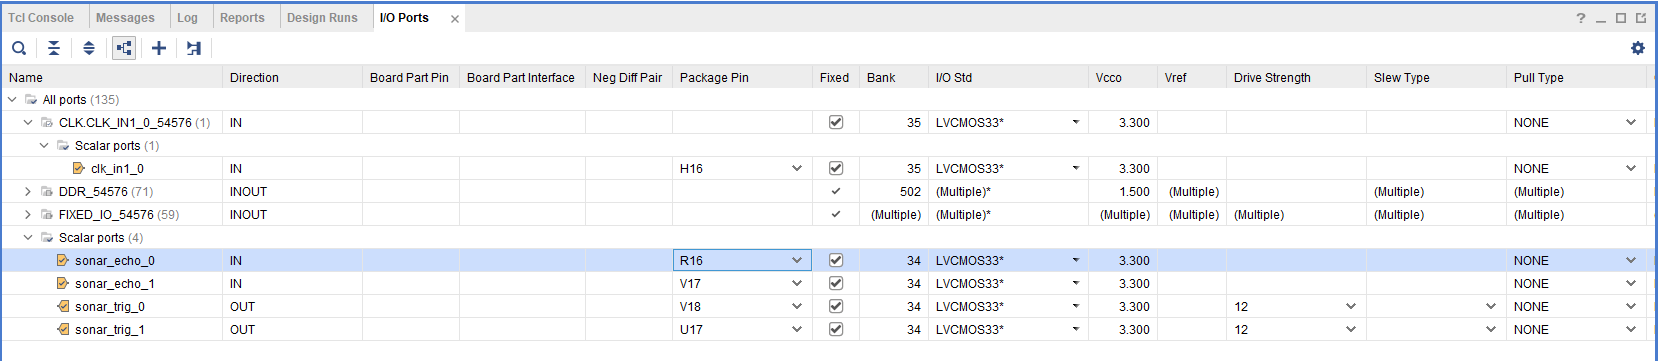 Tcl Console Messages Log Reports Design Runs I/O Ports × ? _
Name Direction Board Part Pin Board Part Interface Neg Diff Pair Package Pin Fixed Bank I/O Std Vcco Vref Drive Strength Slew Type Pull Type
All ports (135)
CLK.CLK_IN1_0_54576 (1) IN 35 LVCMOS33* 3.300 NONE
Scalar ports (1)
clk_in1_0 IN H16 35 LVCMOS33* 3.300 NONE
DDR_54576 (71) INOUT 502 (Multiple)* 1.500 (Multiple) (Multiple) (Multiple)
FIXED_IO_54576 (59) INOUT (Multiple) (Multiple)* (Multiple) (Multiple) (Multiple) (Multiple) (Multiple)
Scalar ports (4)
sonar_echo_0 IN R16 34 LVCMOS33* 3.300 NONE
sonar_echo_1 IN V17 34 LVCMOS33* 3.300 NONE
sonar_trig_0 OUT V18 34 LVCMOS33* 3.300 12 NONE
sonar_trig_1 OUT U17 34 LVCMOS33* 3.300 12 NONE